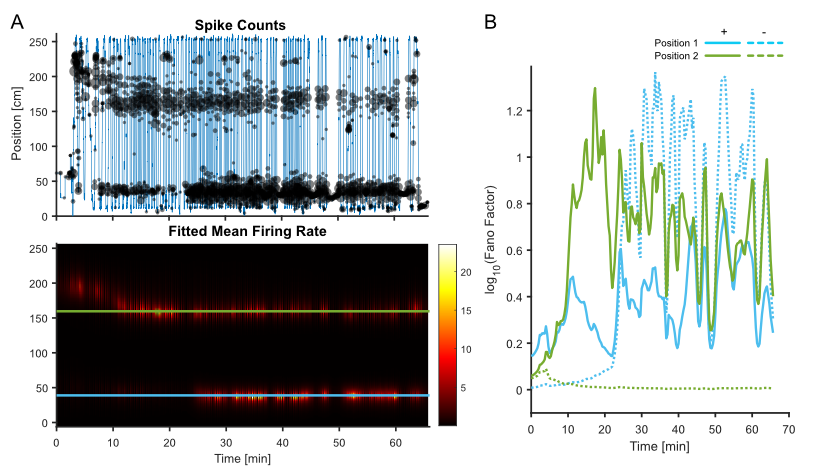 A
Spike Counts
Position [cm]
250
200
150
100
50
0
Fitted Mean Firing Rate
250
200
150
100
50
0
0 10 20 30 40 50 60
Time [min]
20
15
10
5
B
+ -
Position 1
Position 2
log10(Fano Factor)
1.2
1
0.8
0.6
0.4
0.2
0
0 10 20 30 40 50 60 70
Time [min]